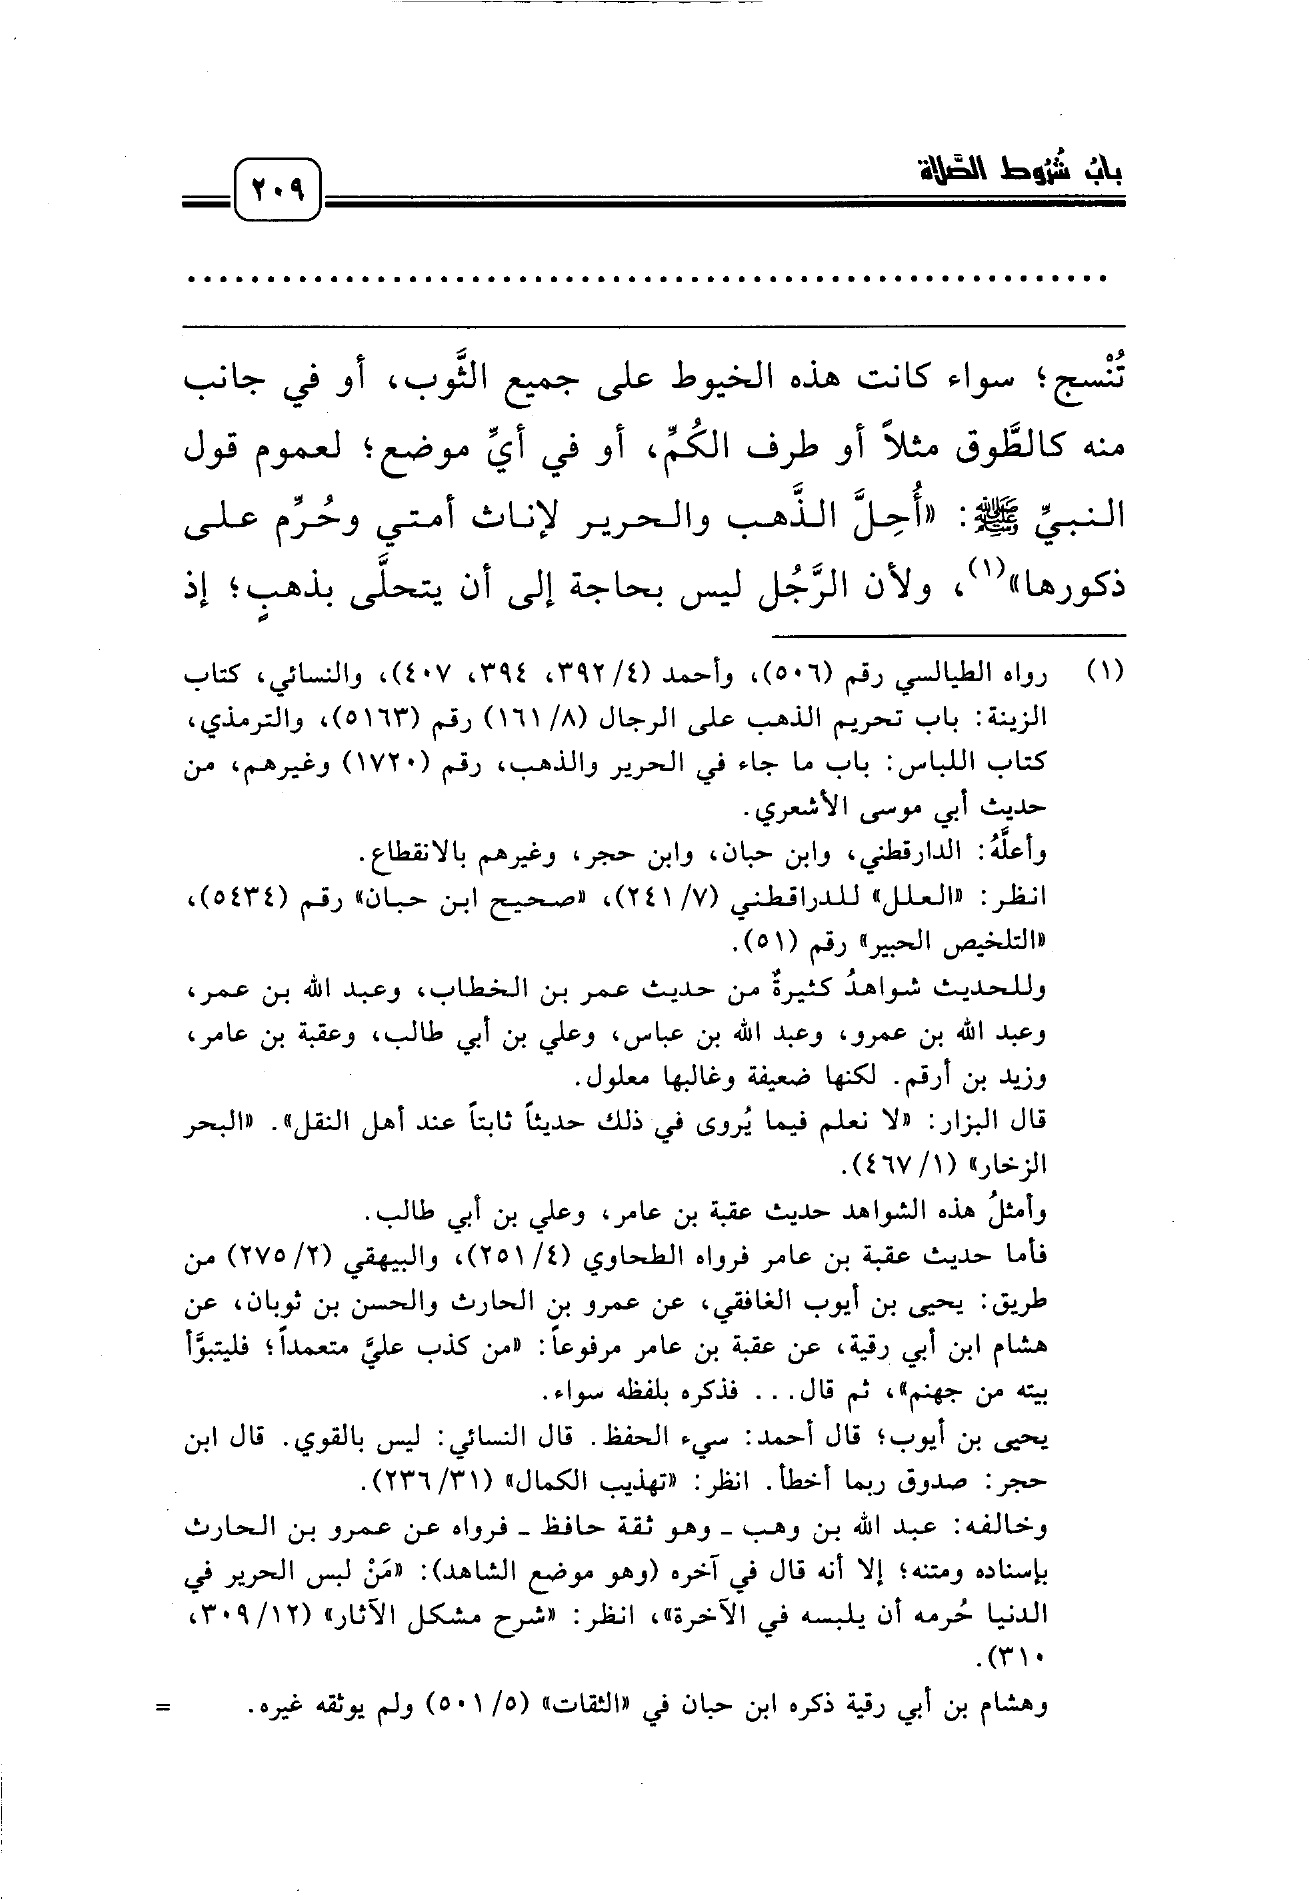 بابُ شُرُوط الصَّلاة
٢٠٩
تُنْسج؛ سواء كانت هذه الخيوط على جميع الثَّوب، أو في جانب
منه كالطَّوق مثلاً أو طرف الكُمِّ، أو في أيِّ موضع؛ لعموم قول
النبيِّ ﷺ: «أُحِلَّ الذَّهب والحرير لإناث أمتي وحُرِّم على
ذكورها»(١)، ولأن الرَّجُل ليس بحاجة إلى أن يتحلَّى بذهبٍ؛ إذ
(١) رواه الطيالسي رقم (٥٠٦)، وأحمد (٤/ ٣٩٢، ٣٩٤، ٤٠٧)، والنسائي، كتاب
الزينة: باب تحريم الذهب على الرجال (٨/ ١٦١) رقم (٥١٦٣)، والترمذي،
كتاب اللباس: باب ما جاء في الحرير والذهب، رقم (١٧٢٠) وغيرهم، من
حديث أبي موسى الأشعري.
وأعلَّهُ: الدارقطني، وابن حبان، وابن حجر، وغيرهم بالانقطاع.
انظر: «العلل» للدراقطني (٧/ ٢٤١)، «صحيح ابن حبان» رقم (٥٤٣٤)،
«التلخيص الحبير» رقم (٥١).
وللحديث شواهدُ كثيرةٌ من حديث عمر بن الخطاب، وعبد الله بن عمر،
وعبد الله بن عمرو، وعبد الله بن عباس، وعلي بن أبي طالب، وعقبة بن عامر،
وزيد بن أرقم. لكنها ضعيفة وغالبها معلول.
قال البزار: «لا نعلم فيما يُروى في ذلك حديثاً ثابتاً عند أهل النقل». «البحر
الزخار» (١/ ٤٦٧).
وأمثلُ هذه الشواهد حديث عقبة بن عامر، وعلي بن أبي طالب.
فأما حديث عقبة بن عامر فرواه الطحاوي (٤/ ٢٥١)، والبيهقي (٢/ ٢٧٥) من
طريق: يحيى بن أيوب الغافقي، عن عمرو بن الحارث والحسن بن ثوبان، عن
هشام ابن أبي رقية، عن عقبة بن عامر مرفوعاً: «من كذب عليَّ متعمداً؛ فليتبوَّأ
بيته من جهنم»، ثم قال... فذكره بلفظه سواء.
يحيى بن أيوب؛ قال أحمد: سيء الحفظ. قال النسائي: ليس بالقوي. قال ابن
حجر: صدوق ربما أخطأ. انظر: «تهذيب الكمال» (٣١/ ٢٣٦).
وخالفه: عبد الله بن وهب ـ وهو ثقة حافظ ـ فرواه عن عمرو بن الحارث
بإسناده ومتنه؛ إلا أنه قال في آخره (وهو موضع الشاهد): «مَنْ لبس الحرير في
الدنيا حُرمه أن يلبسه في الآخرة»، انظر: «شرح مشكل الآثار» (١٢/ ٣٠٩،
٣١٠).
وهشام بن أبي رقية ذكره ابن حبان في «الثقات» (٥/ ٥٠١) ولم يوثقه غيره. =